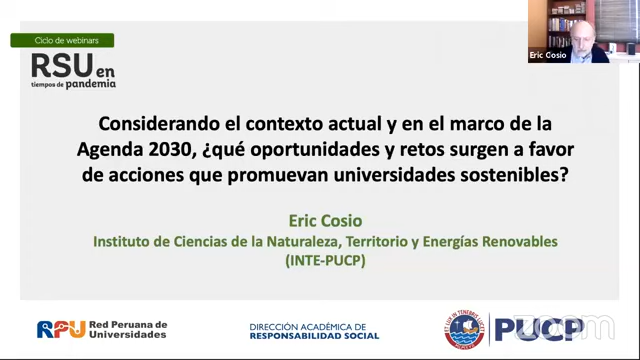 Ciclo de webinars
RSU en
tiempos de pandemia
Eric Cosio
Considerando el contexto actual y en el marco de la
Agenda 2030, ¿qué oportunidades y retos surgen a favor
de acciones que promuevan universidades sostenibles?
Eric Cosio
Instituto de Ciencias de la Naturaleza, Territorio y Energías Renovables
(INTE-PUCP)
RPU Red Peruana de
Universidades
DIRECCIÓN ACADÉMICA DE
RESPONSABILIDAD SOCIAL
PUCP
zoom